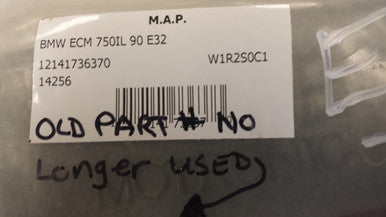 M.A.P.
BMW ECM 750IL 90 E32
12141736370 W1R2S0C1
14256
OLD PART # NO
Longer USED